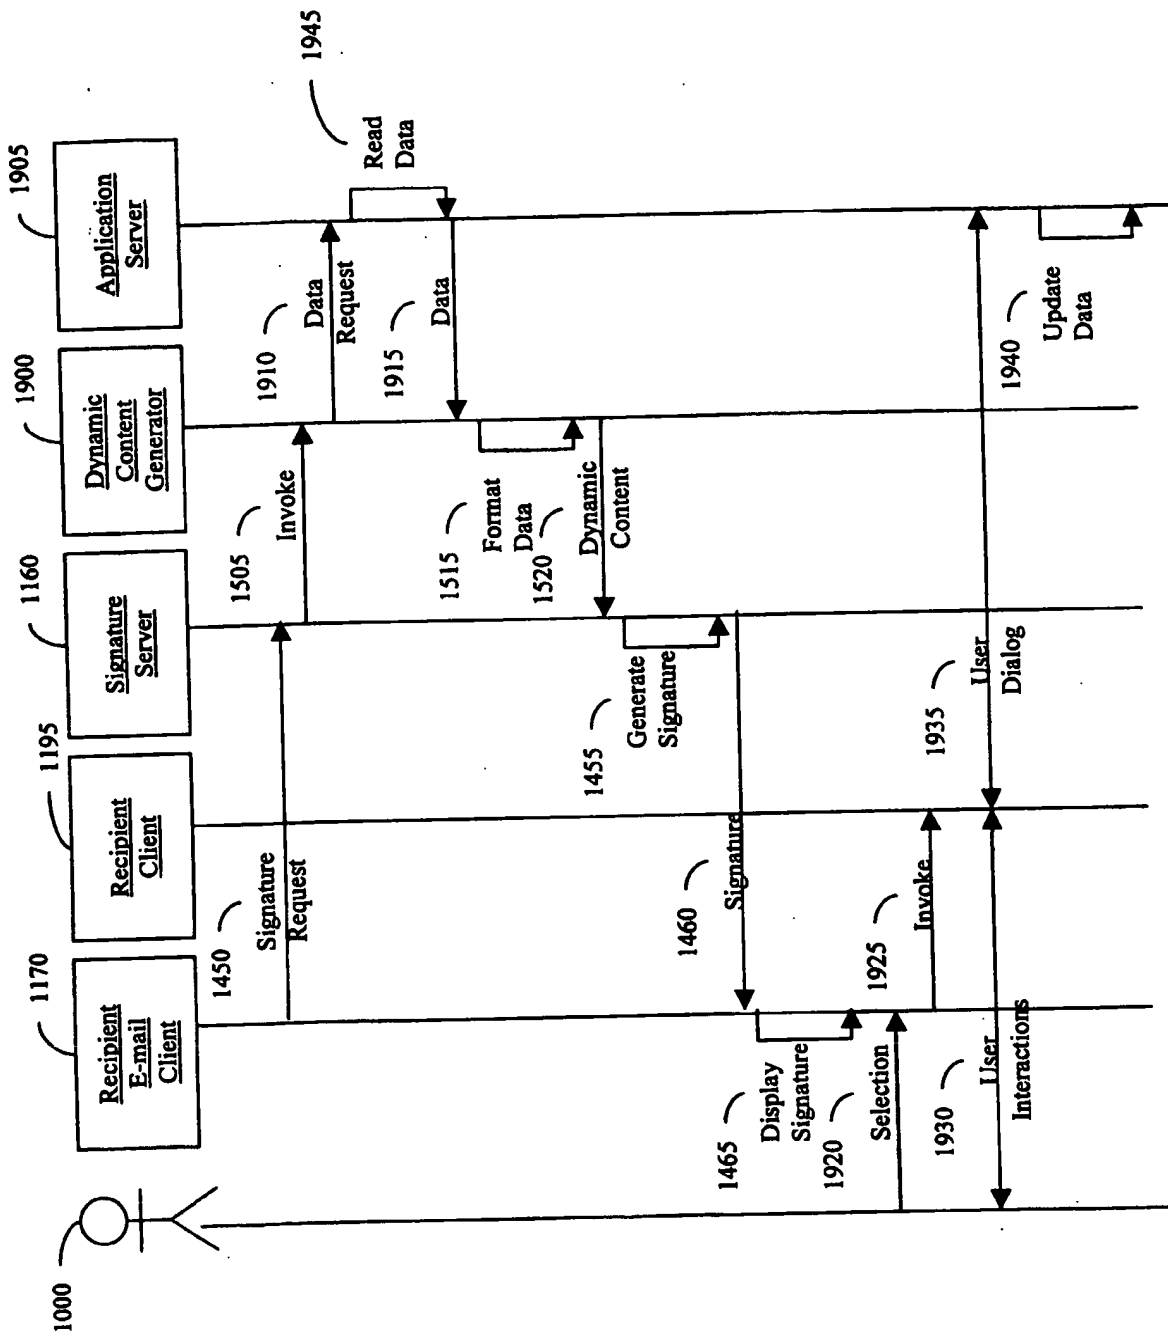 1000
1170
Recipient
E-mail
Client
1195
Recipient
Client
1160
Signature
Server
1900
Dynamic
Content
Generator
1905
Application
Server
1450
Signature
Request
1505
Invoke
1910
Data
Request
1945
Read
Data
1915
Data
1515
Format
Data
1520
Dynamic
Content
1455
Generate
Signature
1460
Signature
1465
Display
Signature
1920
Selection
1925
Invoke
1930
User
Interactions
1935
User
Dialog
1940
Update
Data